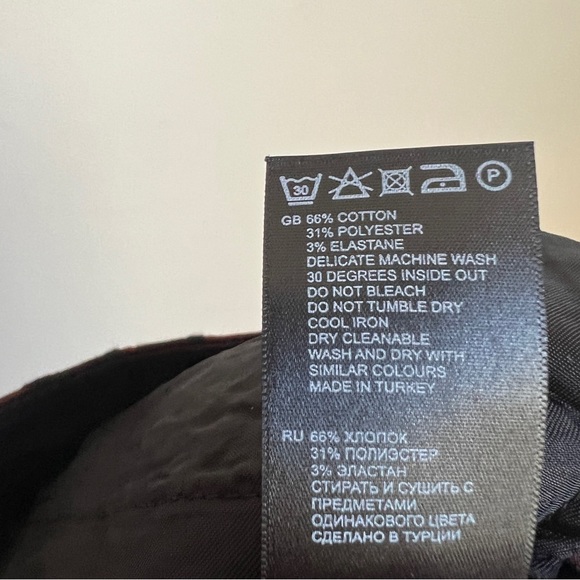 30 P
GB 66% COTTON
31% POLYESTER
3% ELASTANE
DELICATE MACHINE WASH
30 DEGREES INSIDE OUT
DO NOT BLEACH
DO NOT TUMBLE DRY
COOL IRON
DRY CLEANABLE
WASH AND DRY WITH
SIMILAR COLOURS
MADE IN TURKEY
RU 66% ХЛОПОК
31% ПОЛИЭСТЕР
3% ЭЛАСТАН
СТИРАТЬ И СУШИТЬ С
ПРЕДМЕТАМИ
ОДИНАКОВОГО ЦВЕТА
СДЕЛАНО В ТУРЦИИ